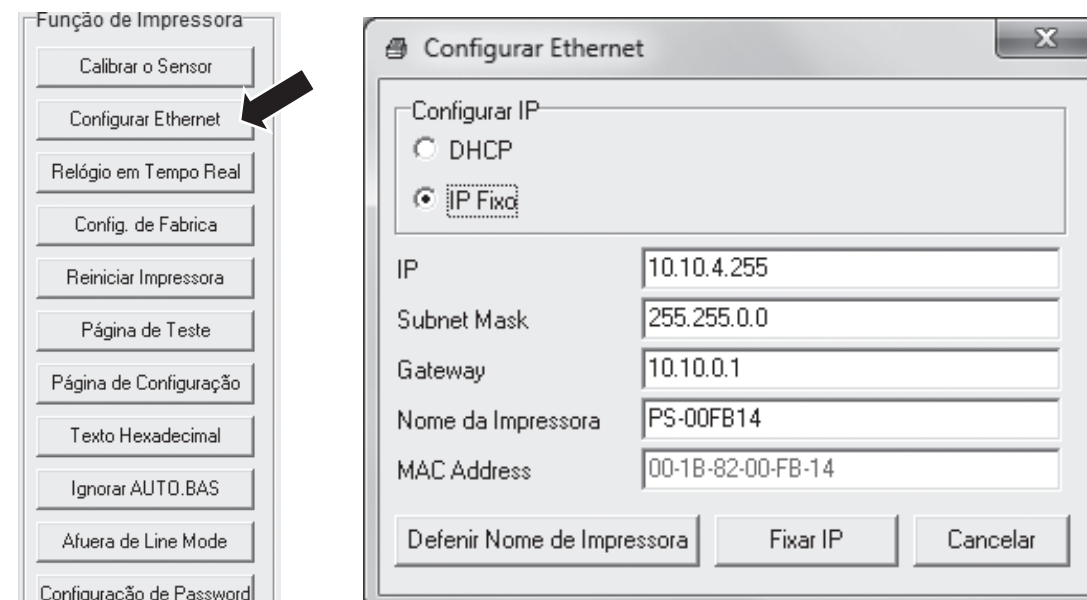 Função de Impressora
Calibrar o Sensor
Configurar Ethernet
Relógio em Tempo Real
Config. de Fabrica
Reiniciar Impressora
Página de Teste
Página de Configuração
Texto Hexadecimal
Ignorar AUTO.BAS
Afuera de Line Mode
Configuração de Password
Configurar Ethernet
Configurar IP
DHCP
IP Fixo
IP 10.10.4.255
Subnet Mask 255.255.0.0
Gateway 10.10.0.1
Nome da Impressora PS-00FB14
MAC Address 00-1B-82-00-FB-14
Defenir Nome de Impressora Fixar IP Cancelar